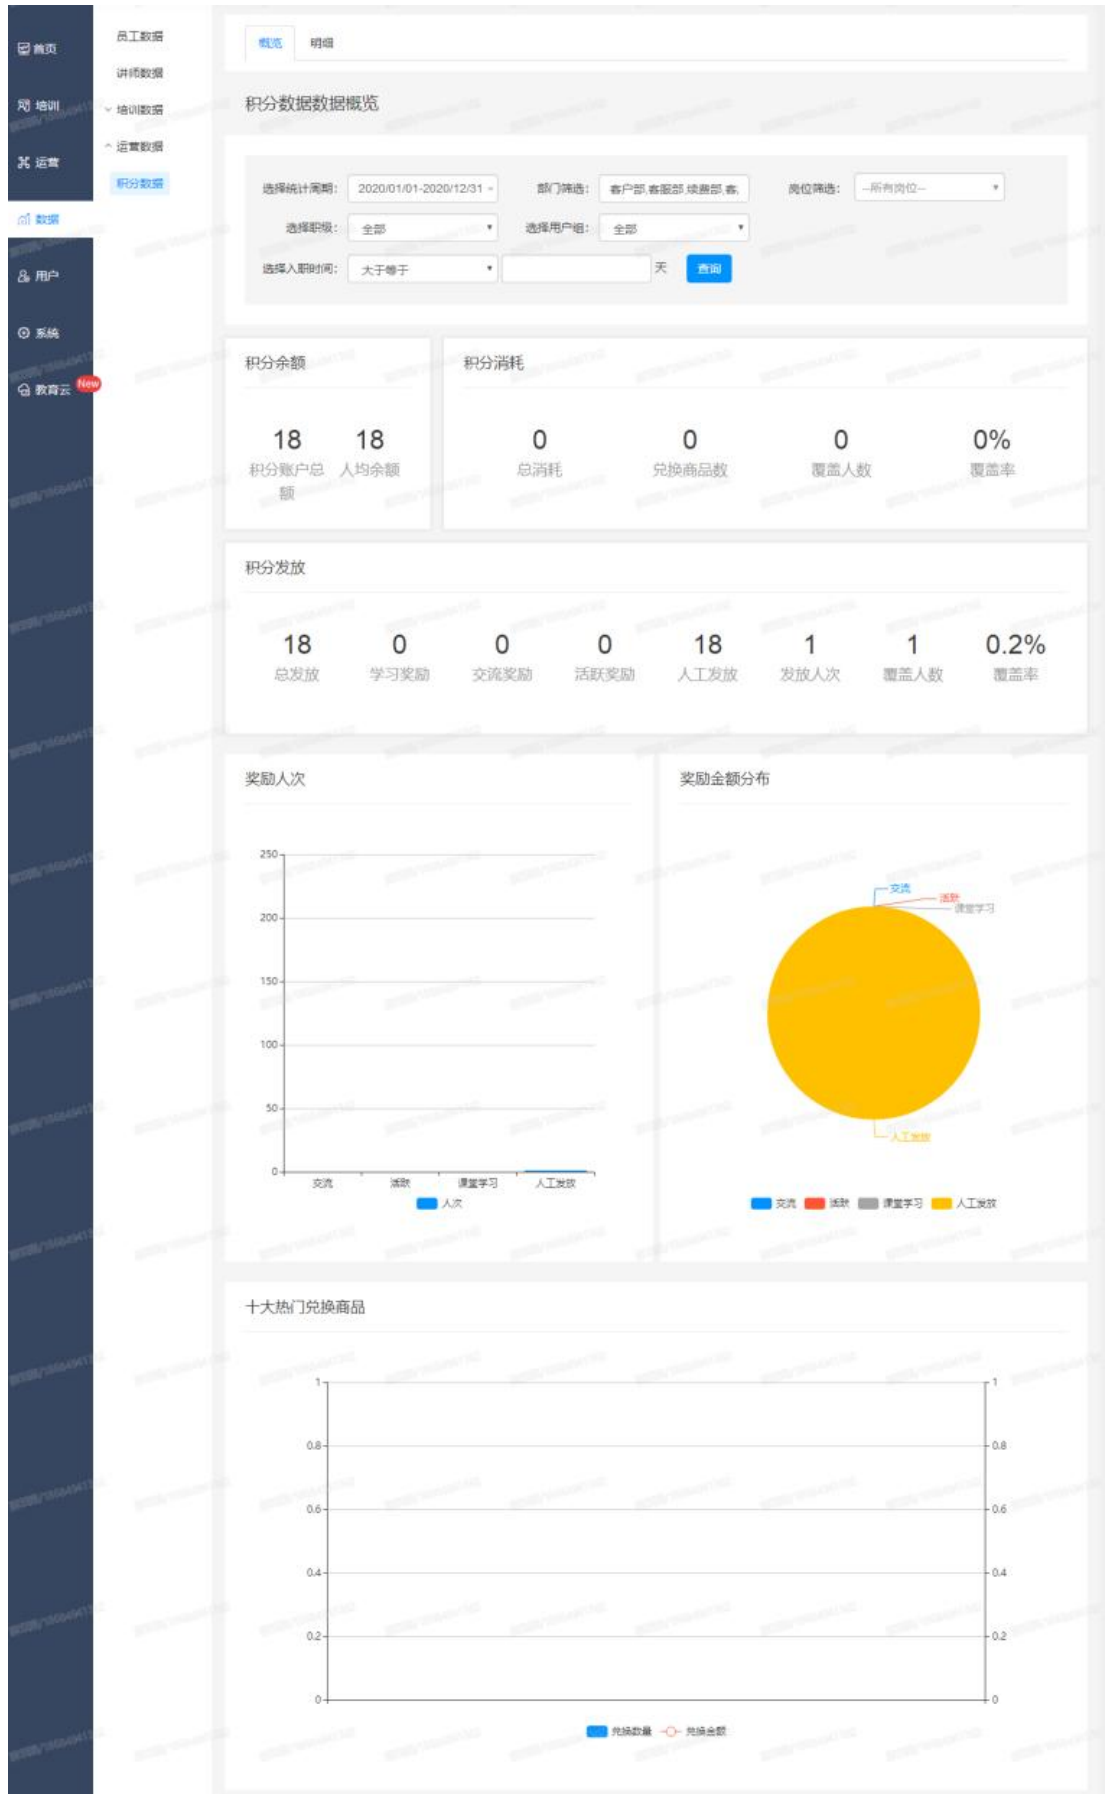 首页
培训
运营
数据
用户
系统
教育云 New
员工数据
讲师数据
培训数据
运营数据
积分数据
概览 明细
积分数据数据概览
选择统计周期： 2020/01/01-2020/12/31 部门筛选： 客户部,客服部,续费部,客, 岗位筛选： --所有岗位--
选择职级： 全部 选择用户组： 全部
选择入职时间： 大于等于 天 查询
积分余额
18 18
积分账户总额 人均余额
积分消耗
0 0 0 0%
总消耗 兑换商品数 覆盖人数 覆盖率
积分发放
18 0 0 0 18 1 1 0.2%
总发放 学习奖励 交流奖励 活跃奖励 人工发放 发放人次 覆盖人数 覆盖率
奖励人次
250
200
150
100
50
0
交流 活跃 课堂学习 人工发放
人次
奖励金额分布
交流
活跃
课堂学习
人工发放
交流 活跃 课堂学习 人工发放
十大热门兑换商品
1 1
0.8 0.8
0.6 0.6
0.4 0.4
0.2 0.2
0 0
兑换数量 兑换金额